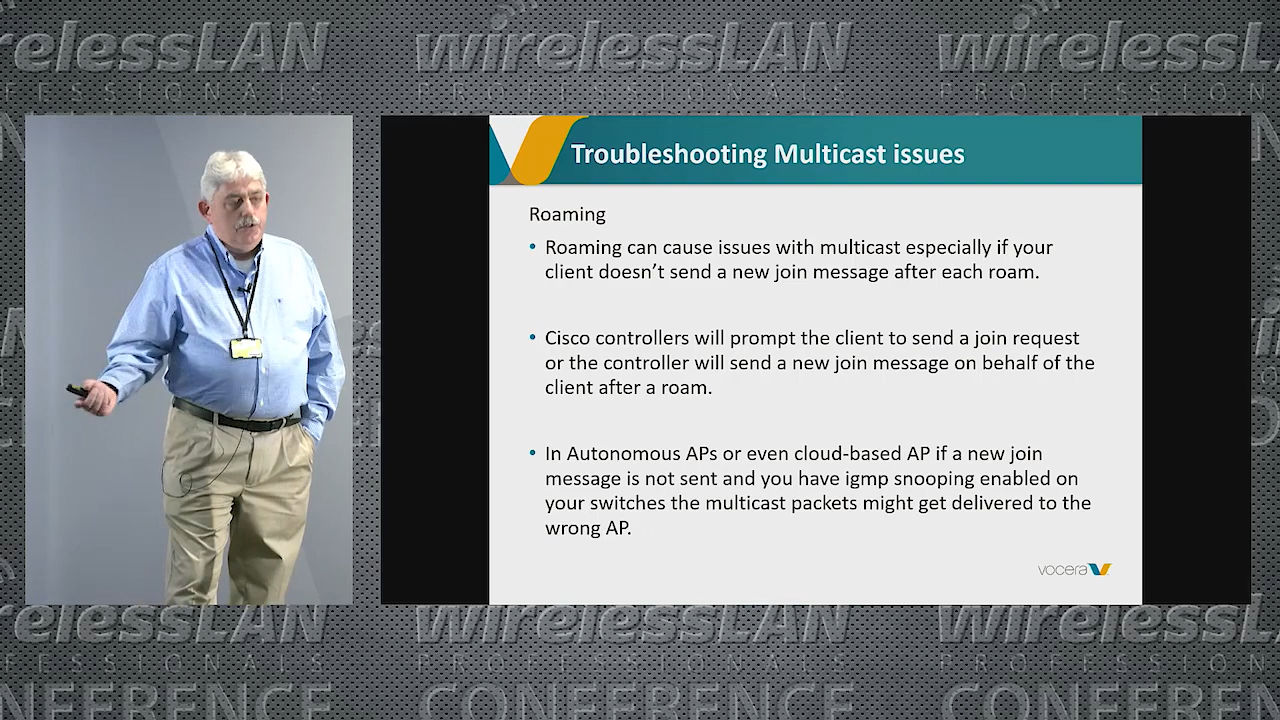 wirelessLAN
PROFESSIONALS
CONFERENCE
Troubleshooting Multicast issues
Roaming
• Roaming can cause issues with multicast especially if your
client doesn’t send a new join message after each roam.
• Cisco controllers will prompt the client to send a join request
or the controller will send a new join message on behalf of the
client after a roam.
• In Autonomous APs or even cloud-based AP if a new join
message is not sent and you have igmp snooping enabled on
your switches the multicast packets might get delivered to the
wrong AP.
vocera
wirelessLAN
PROFESSIONALS
CONFERENCE